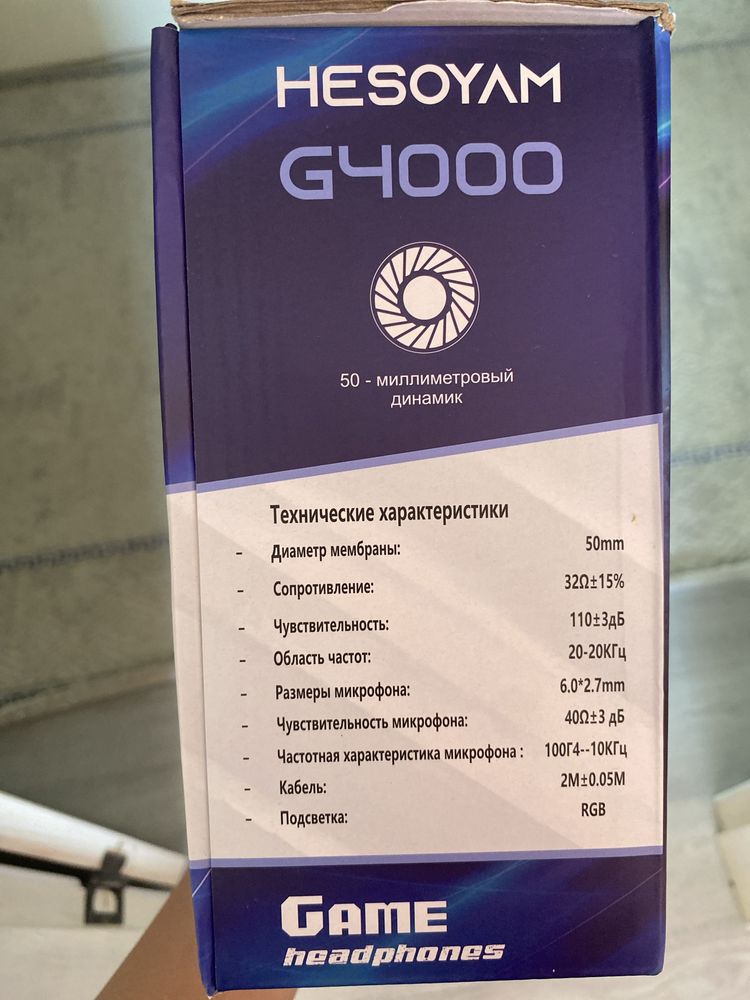 HESOYAM
G4000
50 - миллиметровый
динамик
Технические характеристики
- Диаметр мембраны: 50mm
- Сопротивление: 32Ω±15%
- Чувствительность: 110±3дБ
- Область частот: 20-20КГц
- Размеры микрофона: 6.0*2.7mm
- Чувствительность микрофона: 40Ω±3 дБ
- Частотная характеристика микрофона : 100Г4--10КГц
- Кабель: 2М±0.05М
- Подсветка: RGB
GAME
headphones